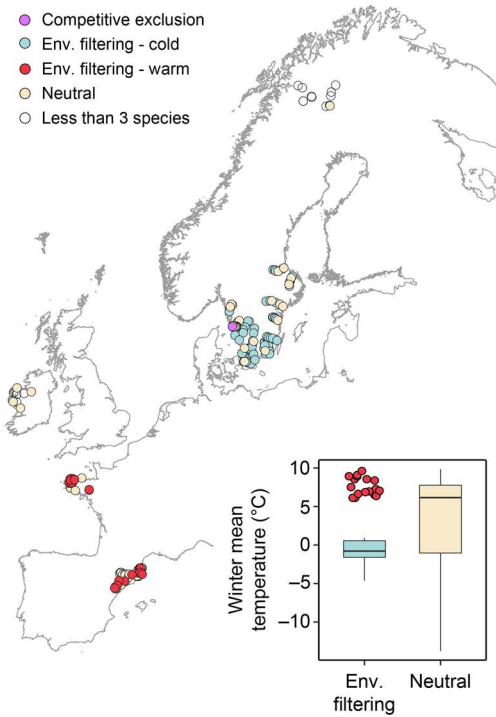 Competitive exclusion
Env. filtering - cold
Env. filtering - warm
Neutral
Less than 3 species
Winter mean
temperature (°C)
10
5
0
−5
−10
Env.
filtering
Neutral